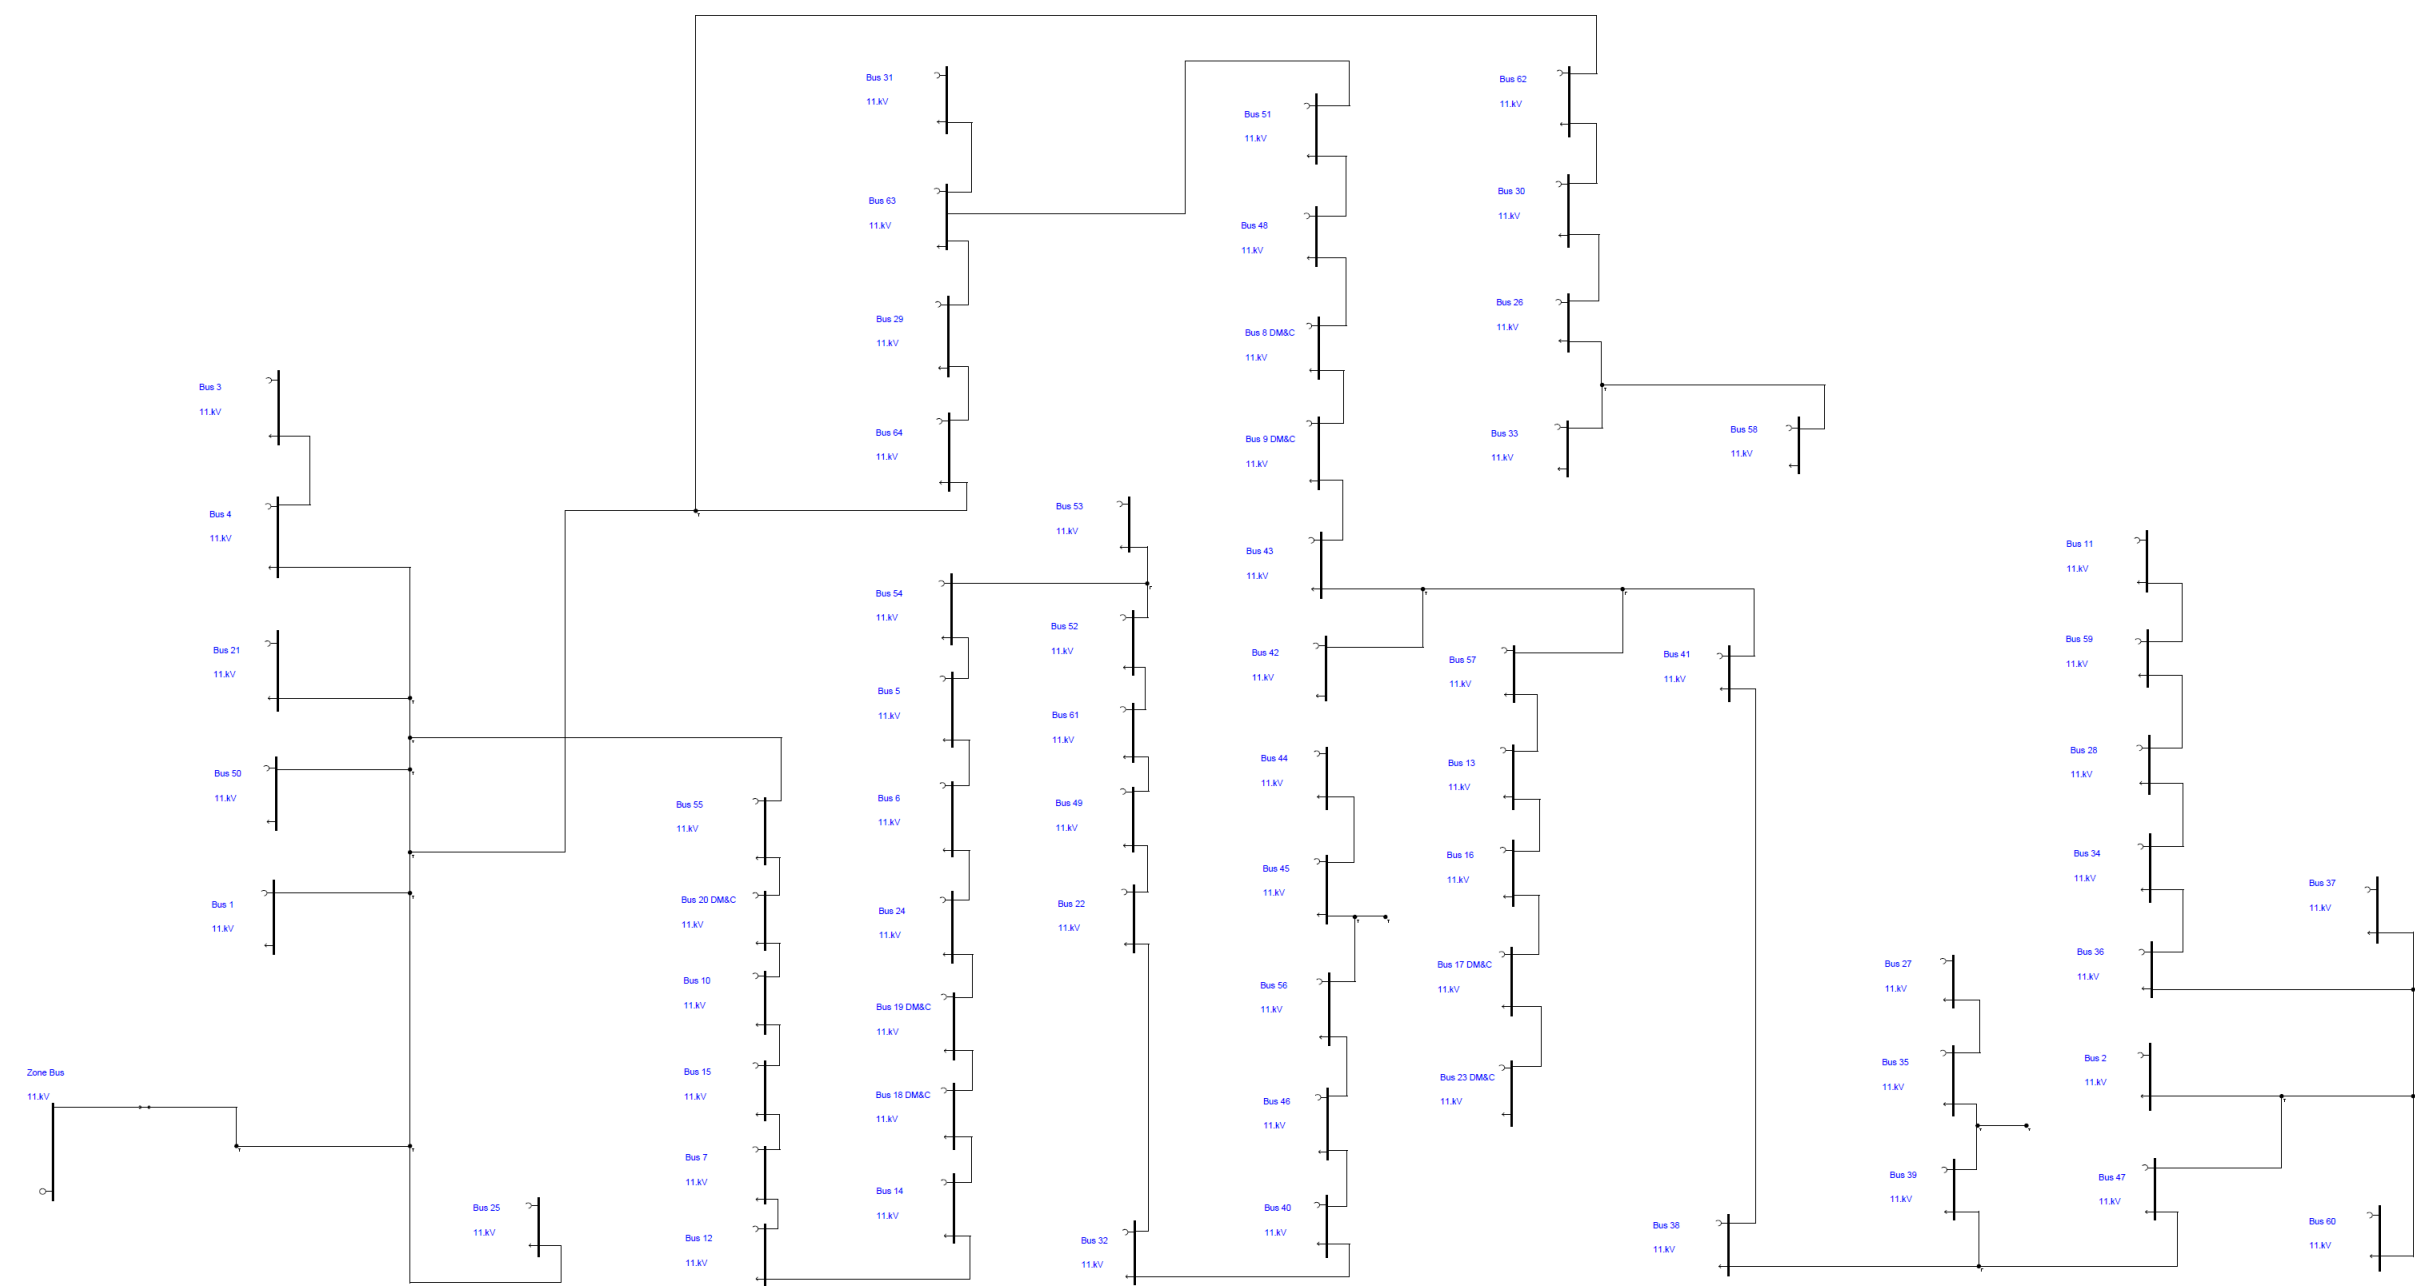 Bus 31
11.kV
Bus 62
11.kV
Bus 51
11.kV
Bus 63
11.kV
Bus 30
11.kV
Bus 48
11.kV
Bus 26
11.kV
Bus 29
11.kV
Bus 8 DM&C
11.kV
Bus 3
11.kV
Bus 64
11.kV
Bus 9 DM&C
11.kV
Bus 33
11.kV
Bus 58
11.kV
Bus 4
11.kV
Bus 53
11.kV
Bus 43
11.kV
Bus 11
11.kV
Bus 54
11.kV
Bus 52
11.kV
Bus 59
11.kV
Bus 21
11.kV
Bus 42
11.kV
Bus 57
11.kV
Bus 41
11.kV
Bus 5
11.kV
Bus 61
11.kV
Bus 28
11.kV
Bus 50
11.kV
Bus 44
11.kV
Bus 13
11.kV
Bus 55
11.kV
Bus 6
11.kV
Bus 49
11.kV
Bus 45
11.kV
Bus 16
11.kV
Bus 34
11.kV
Bus 37
11.kV
Bus 1
11.kV
Bus 20 DM&C
11.kV
Bus 24
11.kV
Bus 22
11.kV
Bus 36
11.kV
Bus 17 DM&C
11.kV
Bus 27
11.kV
Bus 10
11.kV
Bus 56
11.kV
Bus 19 DM&C
11.kV
Bus 35
11.kV
Bus 2
11.kV
Zone Bus
11.kV
Bus 15
11.kV
Bus 18 DM&C
11.kV
Bus 46
11.kV
Bus 23 DM&C
11.kV
Bus 7
11.kV
Bus 39
11.kV
Bus 47
11.kV
Bus 14
11.kV
Bus 25
11.kV
Bus 40
11.kV
Bus 38
11.kV
Bus 60
11.kV
Bus 12
11.kV
Bus 32
11.kV